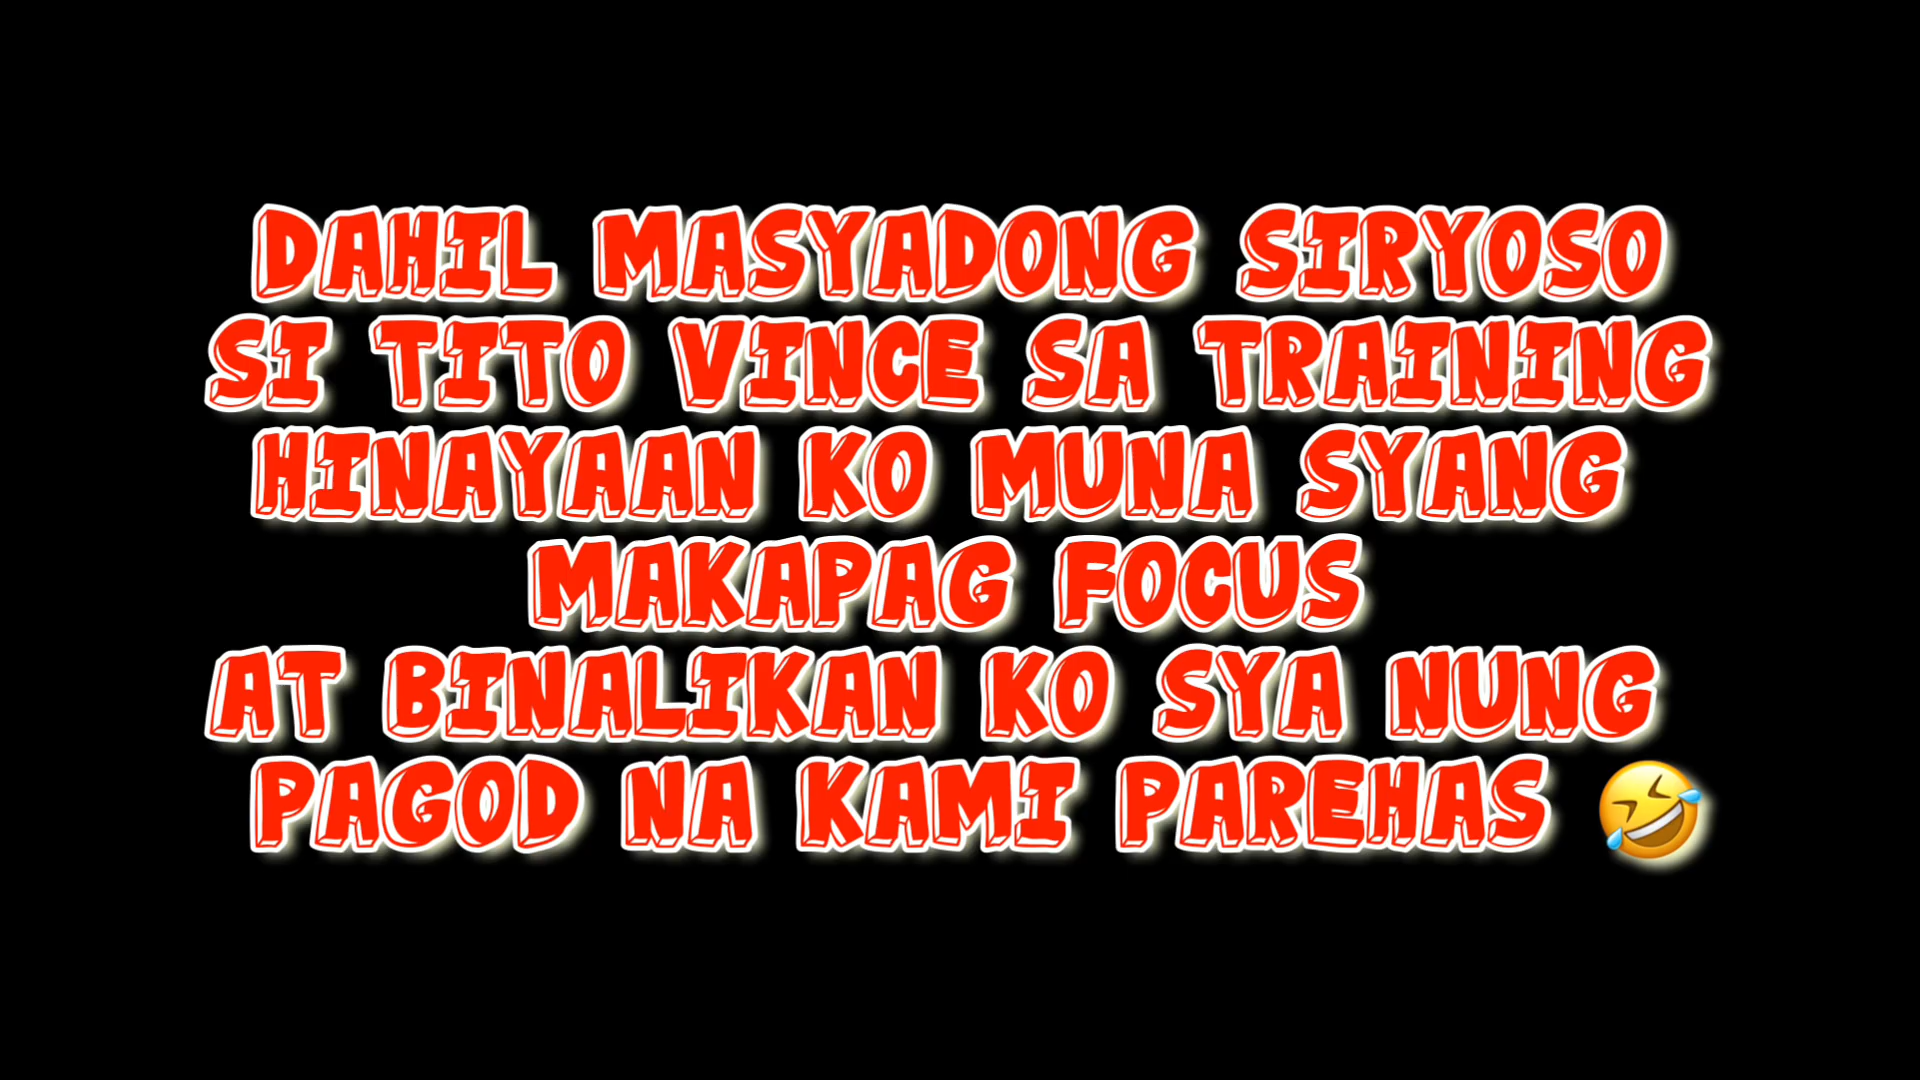 DAHIL MASYADONG SIRYOSO
SI TITO VINCE SA TRAINING
HINAYAAN KO MUNA SYANG
MAKAPAG FOCUS
AT BINALIKAN KO SYA NUNG
PAGOD NA KAMI PAREHAS 🤣